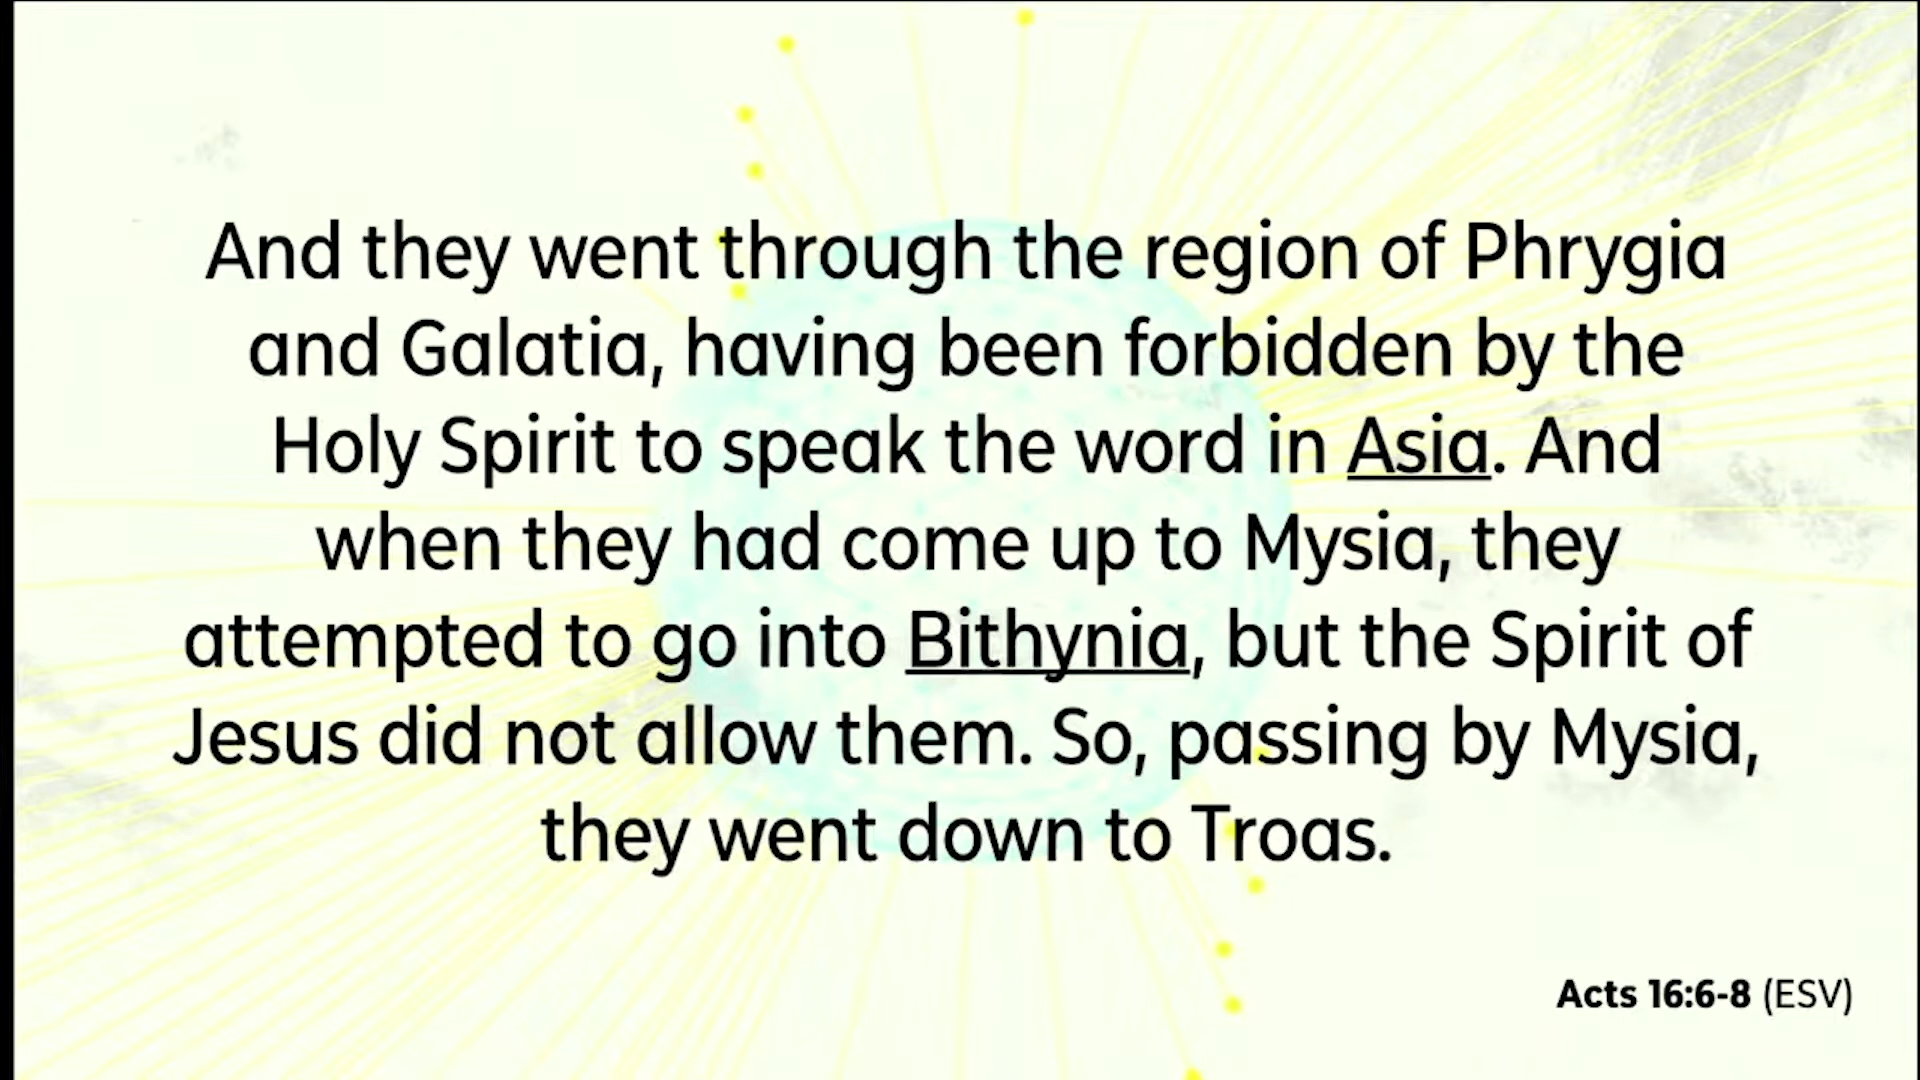 And they went through the region of Phrygia
and Galatia, having been forbidden by the
Holy Spirit to speak the word in Asia. And
when they had come up to Mysia, they
attempted to go into Bithynia, but the Spirit of
Jesus did not allow them. So, passing by Mysia,
they went down to Troas.
Acts 16:6-8 (ESV)